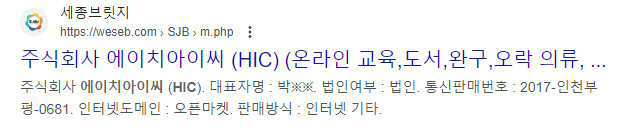 세종브릿지
https://weseb.com › SJB › m.php
주식회사 에이치아이씨 (HIC) (온라인 교육,도서,완구,오락 의류, ...
주식회사 에이치아이씨 (HIC). 대표자명 : 박※※. 법인여부 : 법인. 통신판매번호 : 2017-인천부
평-0681. 인터넷도메인 : 오픈마켓. 판매방식 : 인터넷 기타.